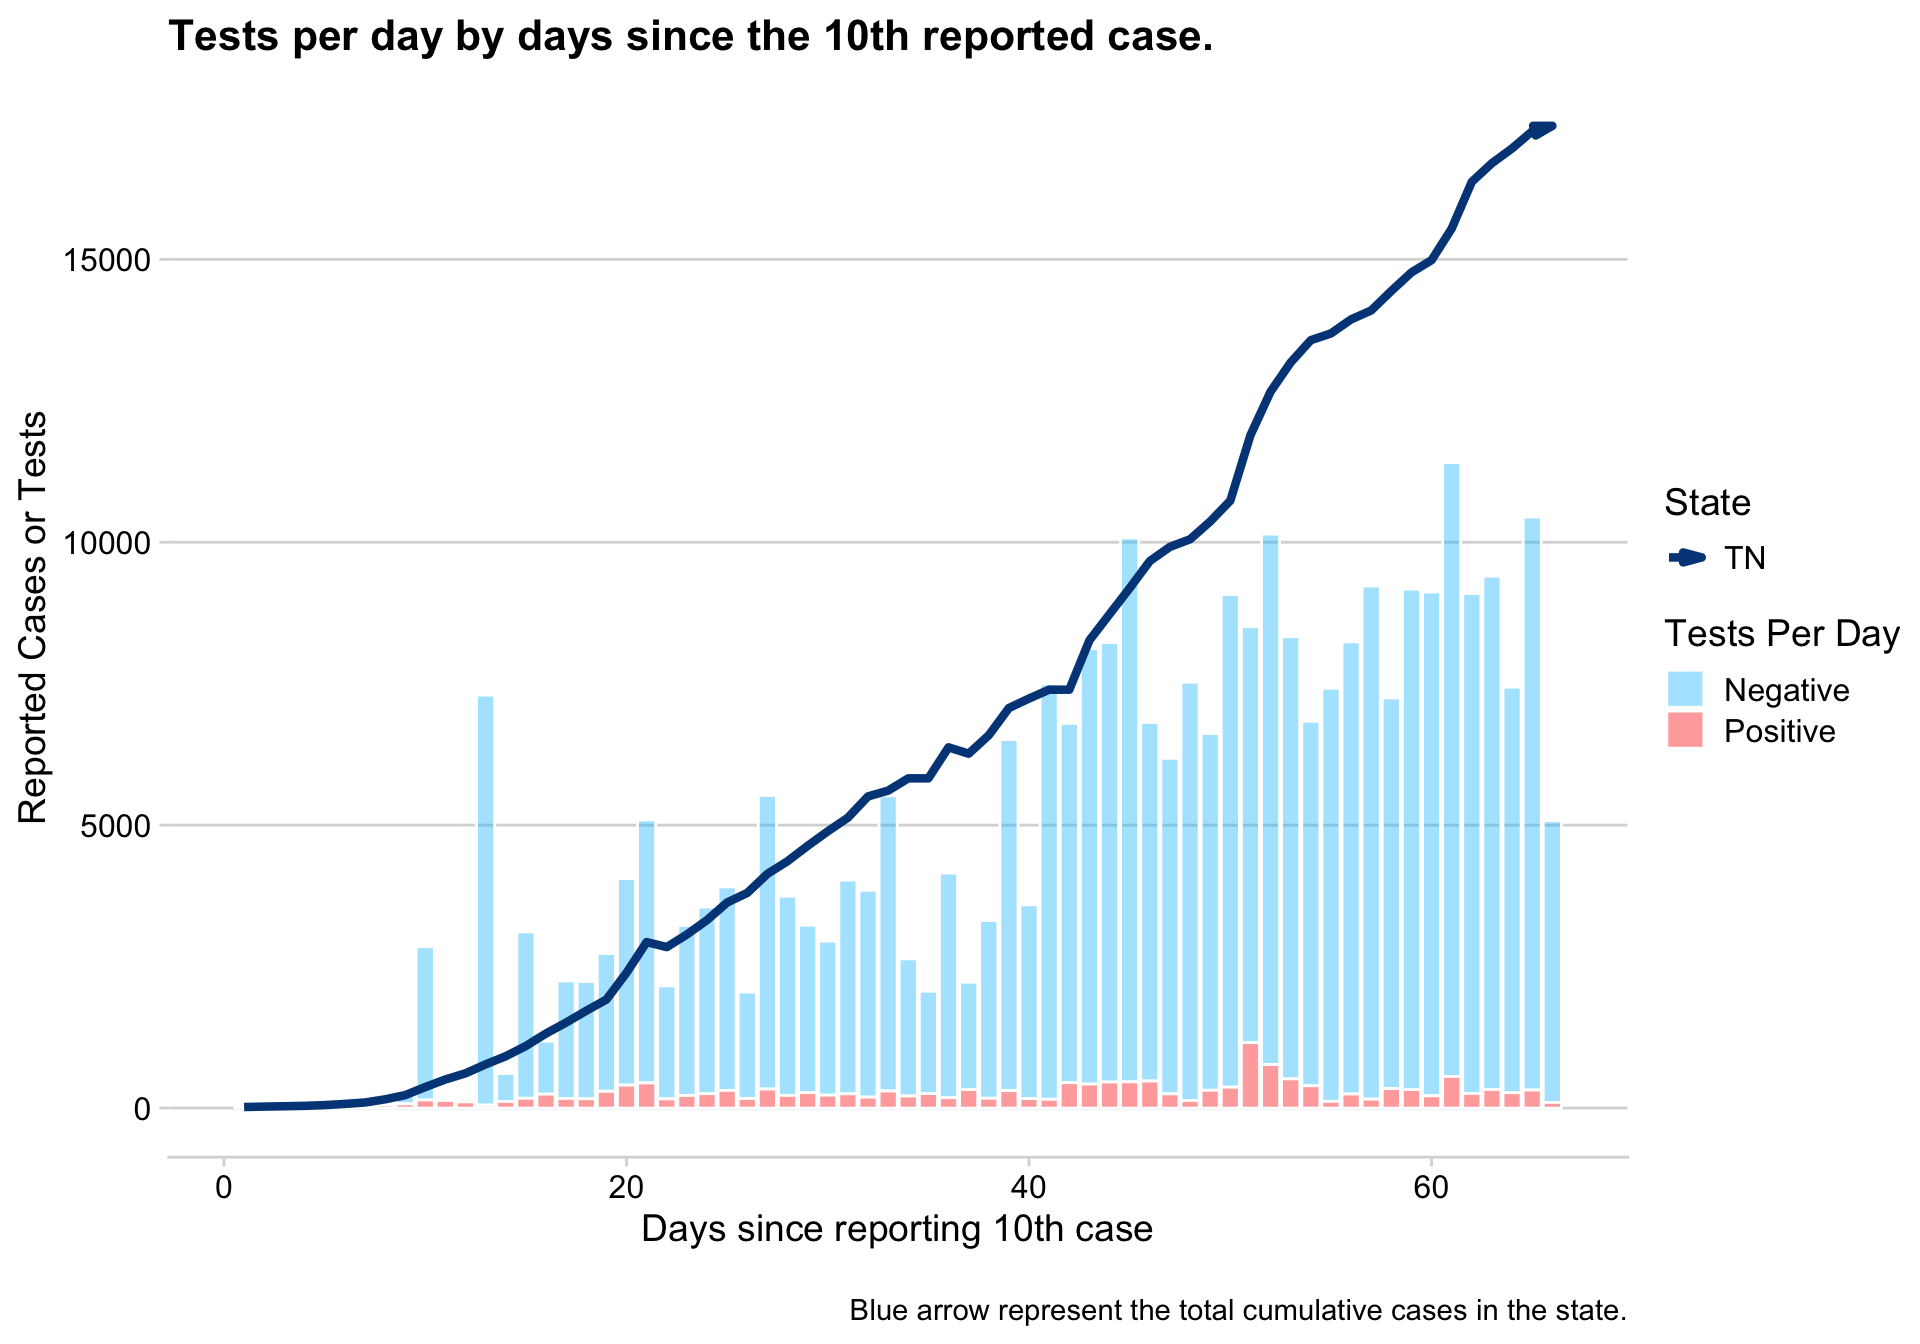 Tests per day by days since the 10th reported case.
15000
10000
5000
0
Reported Cases or Tests
0 20 40 60
Days since reporting 10th case
State
TN
Tests Per Day
Negative
Positive
Blue arrow represent the total cumulative cases in the state.